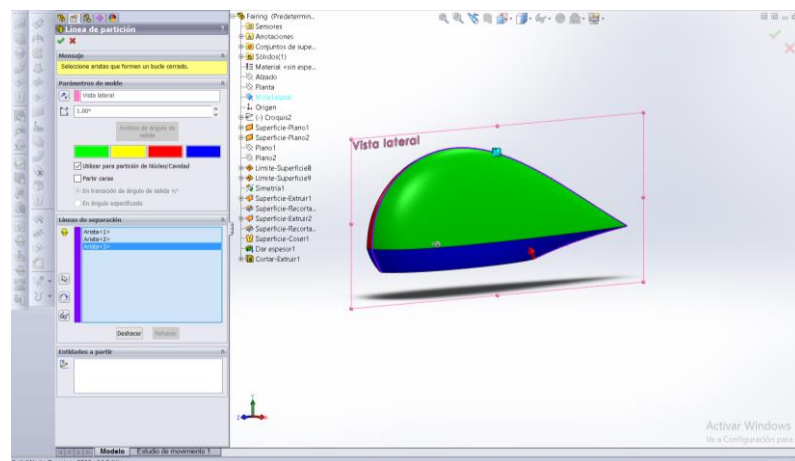 Línea de partición
?
Mensaje
Seleccione aristas que formen un bucle cerrado.
Parámetros de molde
Vista lateral
1.00°
Análisis de ángulo de salida
Utilizar para partición de Núcleo/Cavidad
Partir caras
En transición de ángulo de salida +/-
En ángulo especificado
Líneas de separación
Arista<1>
Arista<2>
Arista<3>
Deshacer
Rehacer
Entidades a partir
Fairing (Predetermin...
Sensores
Anotaciones
Conjuntos de supe...
Sólidos(1)
Material <sin espe...
Alzado
Planta
Vista lateral
Origen
(-) Croquis2
Superficie-Plano1
Superficie-Plano2
Plano1
Plano2
Límite-Superficie8
Límite-Superficie9
Simetría1
Superficie-Extruir1
Superficie-Recorta...
Superficie-Extruir2
Superficie-Recorta...
Superficie-Coser1
Dar espesor1
Cortar-Extruir1
Vista lateral
Activar Windows
Ve a Configuración para
Modelo
Estudio de movimiento 1